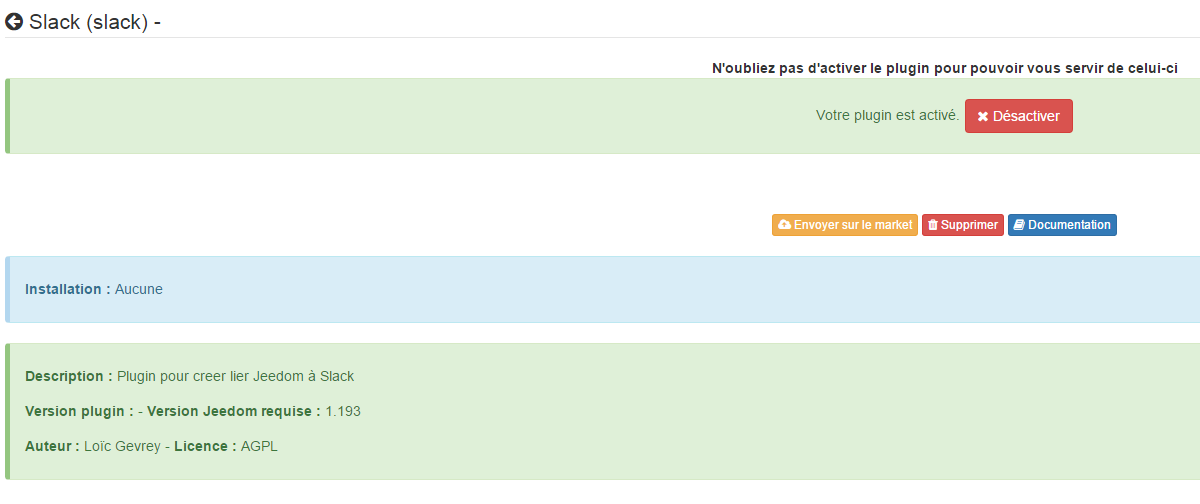 Slack (slack) -
N'oubliez pas d'activer le plugin pour pouvoir vous servir de celui-ci
Votre plugin est activé. Désactiver
Envoyer sur le market Supprimer Documentation
Installation : Aucune
Description : Plugin pour creer lier Jeedom à Slack
Version plugin : - Version Jeedom requise : 1.193
Auteur : Loïc Gevrey - Licence : AGPL